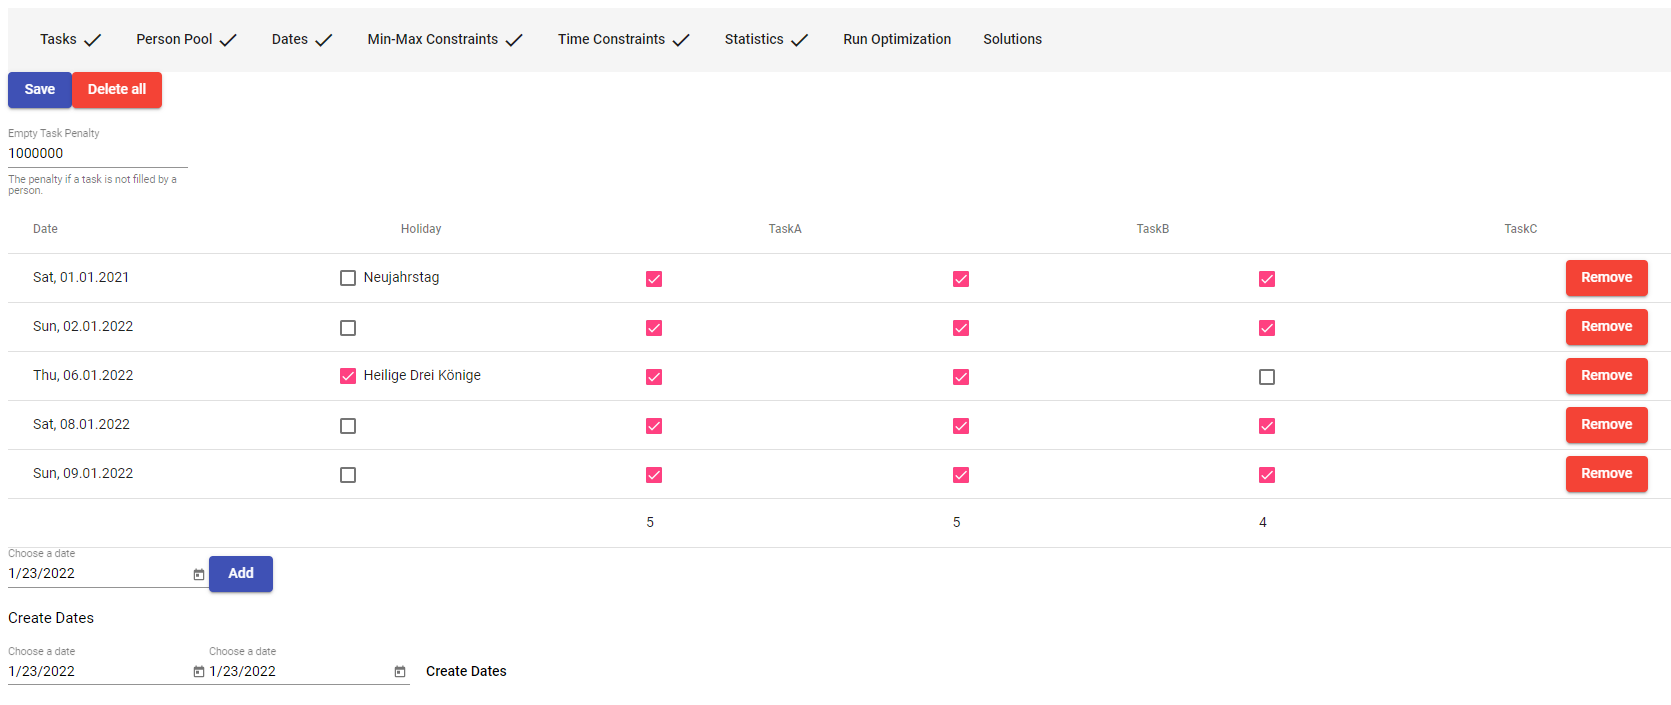 Tasks Person Pool Dates Min-Max Constraints Time Constraints Statistics Run Optimization Solutions
Save Delete all
Empty Task Penalty
1000000
The penalty if a task is not filled by a
person.
Date Holiday TaskA TaskB TaskC
Sat, 01.01.2021 Neujahrstag Remove
Sun, 02.01.2022 Remove
Thu, 06.01.2022 Heilige Drei Könige Remove
Sat, 08.01.2022 Remove
Sun, 09.01.2022 Remove
5 5 4
Choose a date
1/23/2022 Add
Create Dates
Choose a date Choose a date
1/23/2022 1/23/2022 Create Dates